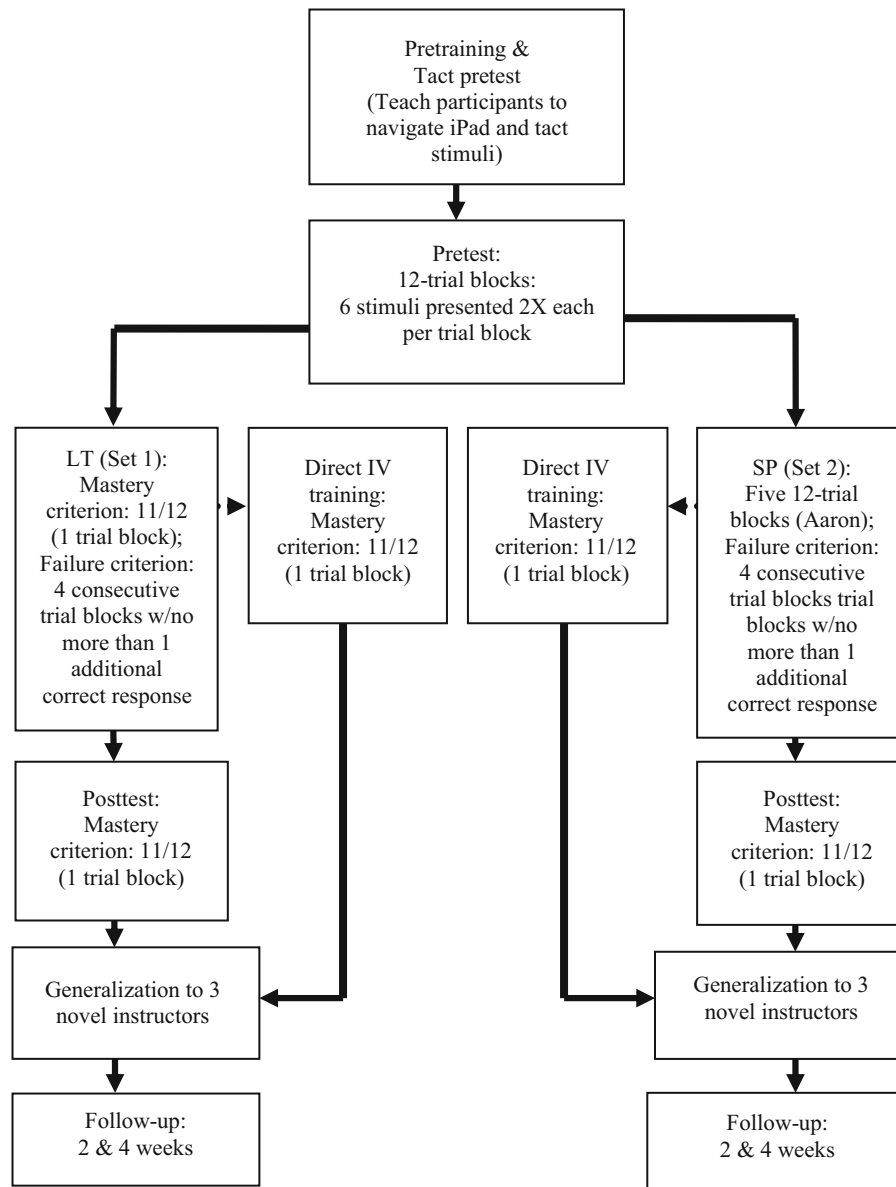 Pretraining &
Tact pretest
(Teach participants to
navigate iPad and tact
stimuli)
Pretest:
12-trial blocks:
6 stimuli presented 2X each
per trial block
LT (Set 1):
Mastery
criterion: 11/12
(1 trial block);
Failure criterion:
4 consecutive
trial blocks w/no
more than 1
additional
correct response
Direct IV
training:
Mastery
criterion: 11/12
(1 trial block)
Direct IV
training:
Mastery
criterion: 11/12
(1 trial block)
SP (Set 2):
Five 12-trial
blocks (Aaron);
Failure criterion:
4 consecutive
trial blocks trial
blocks w/no
more than 1
additional
correct response
Posttest:
Mastery
criterion: 11/12
(1 trial block)
Posttest:
Mastery
criterion: 11/12
(1 trial block)
Generalization to 3
novel instructors
Generalization to 3
novel instructors
Follow-up:
2 & 4 weeks
Follow-up:
2 & 4 weeks